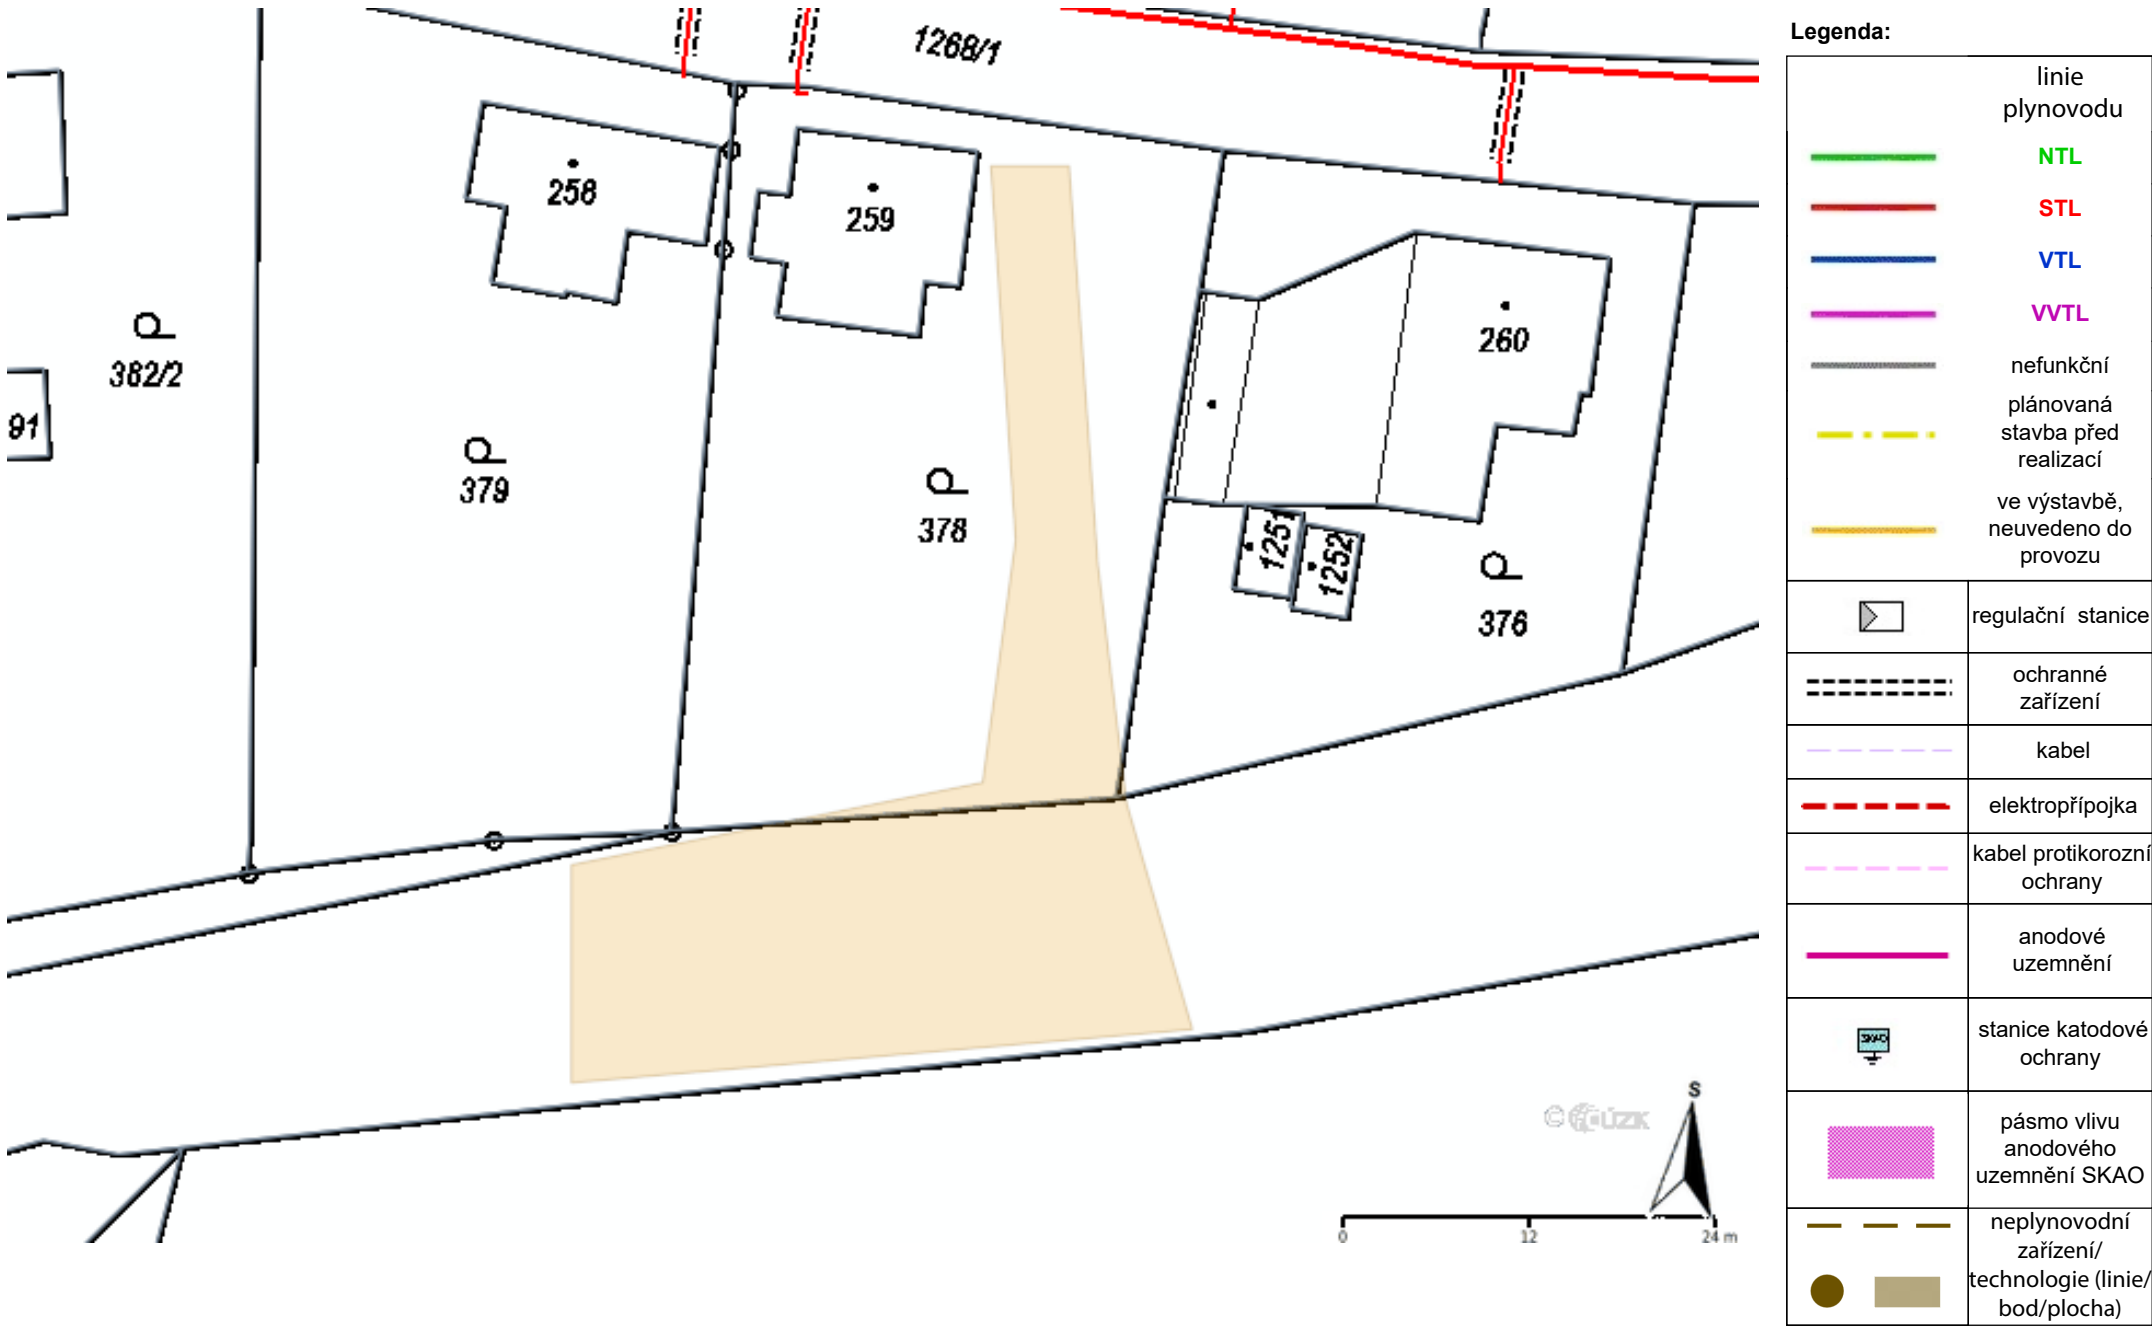 1268/1
258
259
260
382/2
91
379
378
1251
1252
376
© ČÚZK
S
0 12 24 m
Legenda:
linie
plynovodu
NTL
STL
VTL
VVTL
nefunkční
plánovaná
stavba před
realizací
ve výstavbě,
neuvedeno do
provozu
regulační stanice
ochranné
zařízení
kabel
elektropřípojka
kabel protikorozní
ochrany
anodové
uzemnění
SKAO
stanice katodové
ochrany
pásmo vlivu
anodového
uzemnění SKAO
neplynovodní
zařízení/
technologie (linie/
bod/plocha)